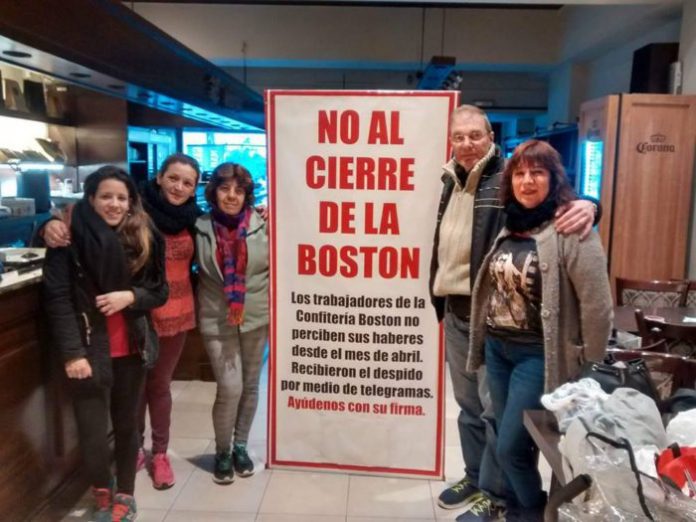 NO AL
CIERRE
DE LA
BOSTON
Los trabajadores de la
Confitería Boston no
perciben sus haberes
desde el mes de abril.
Recibieron el despido
por medio de telegramas.
Ayúdenos con su firma.
Corona